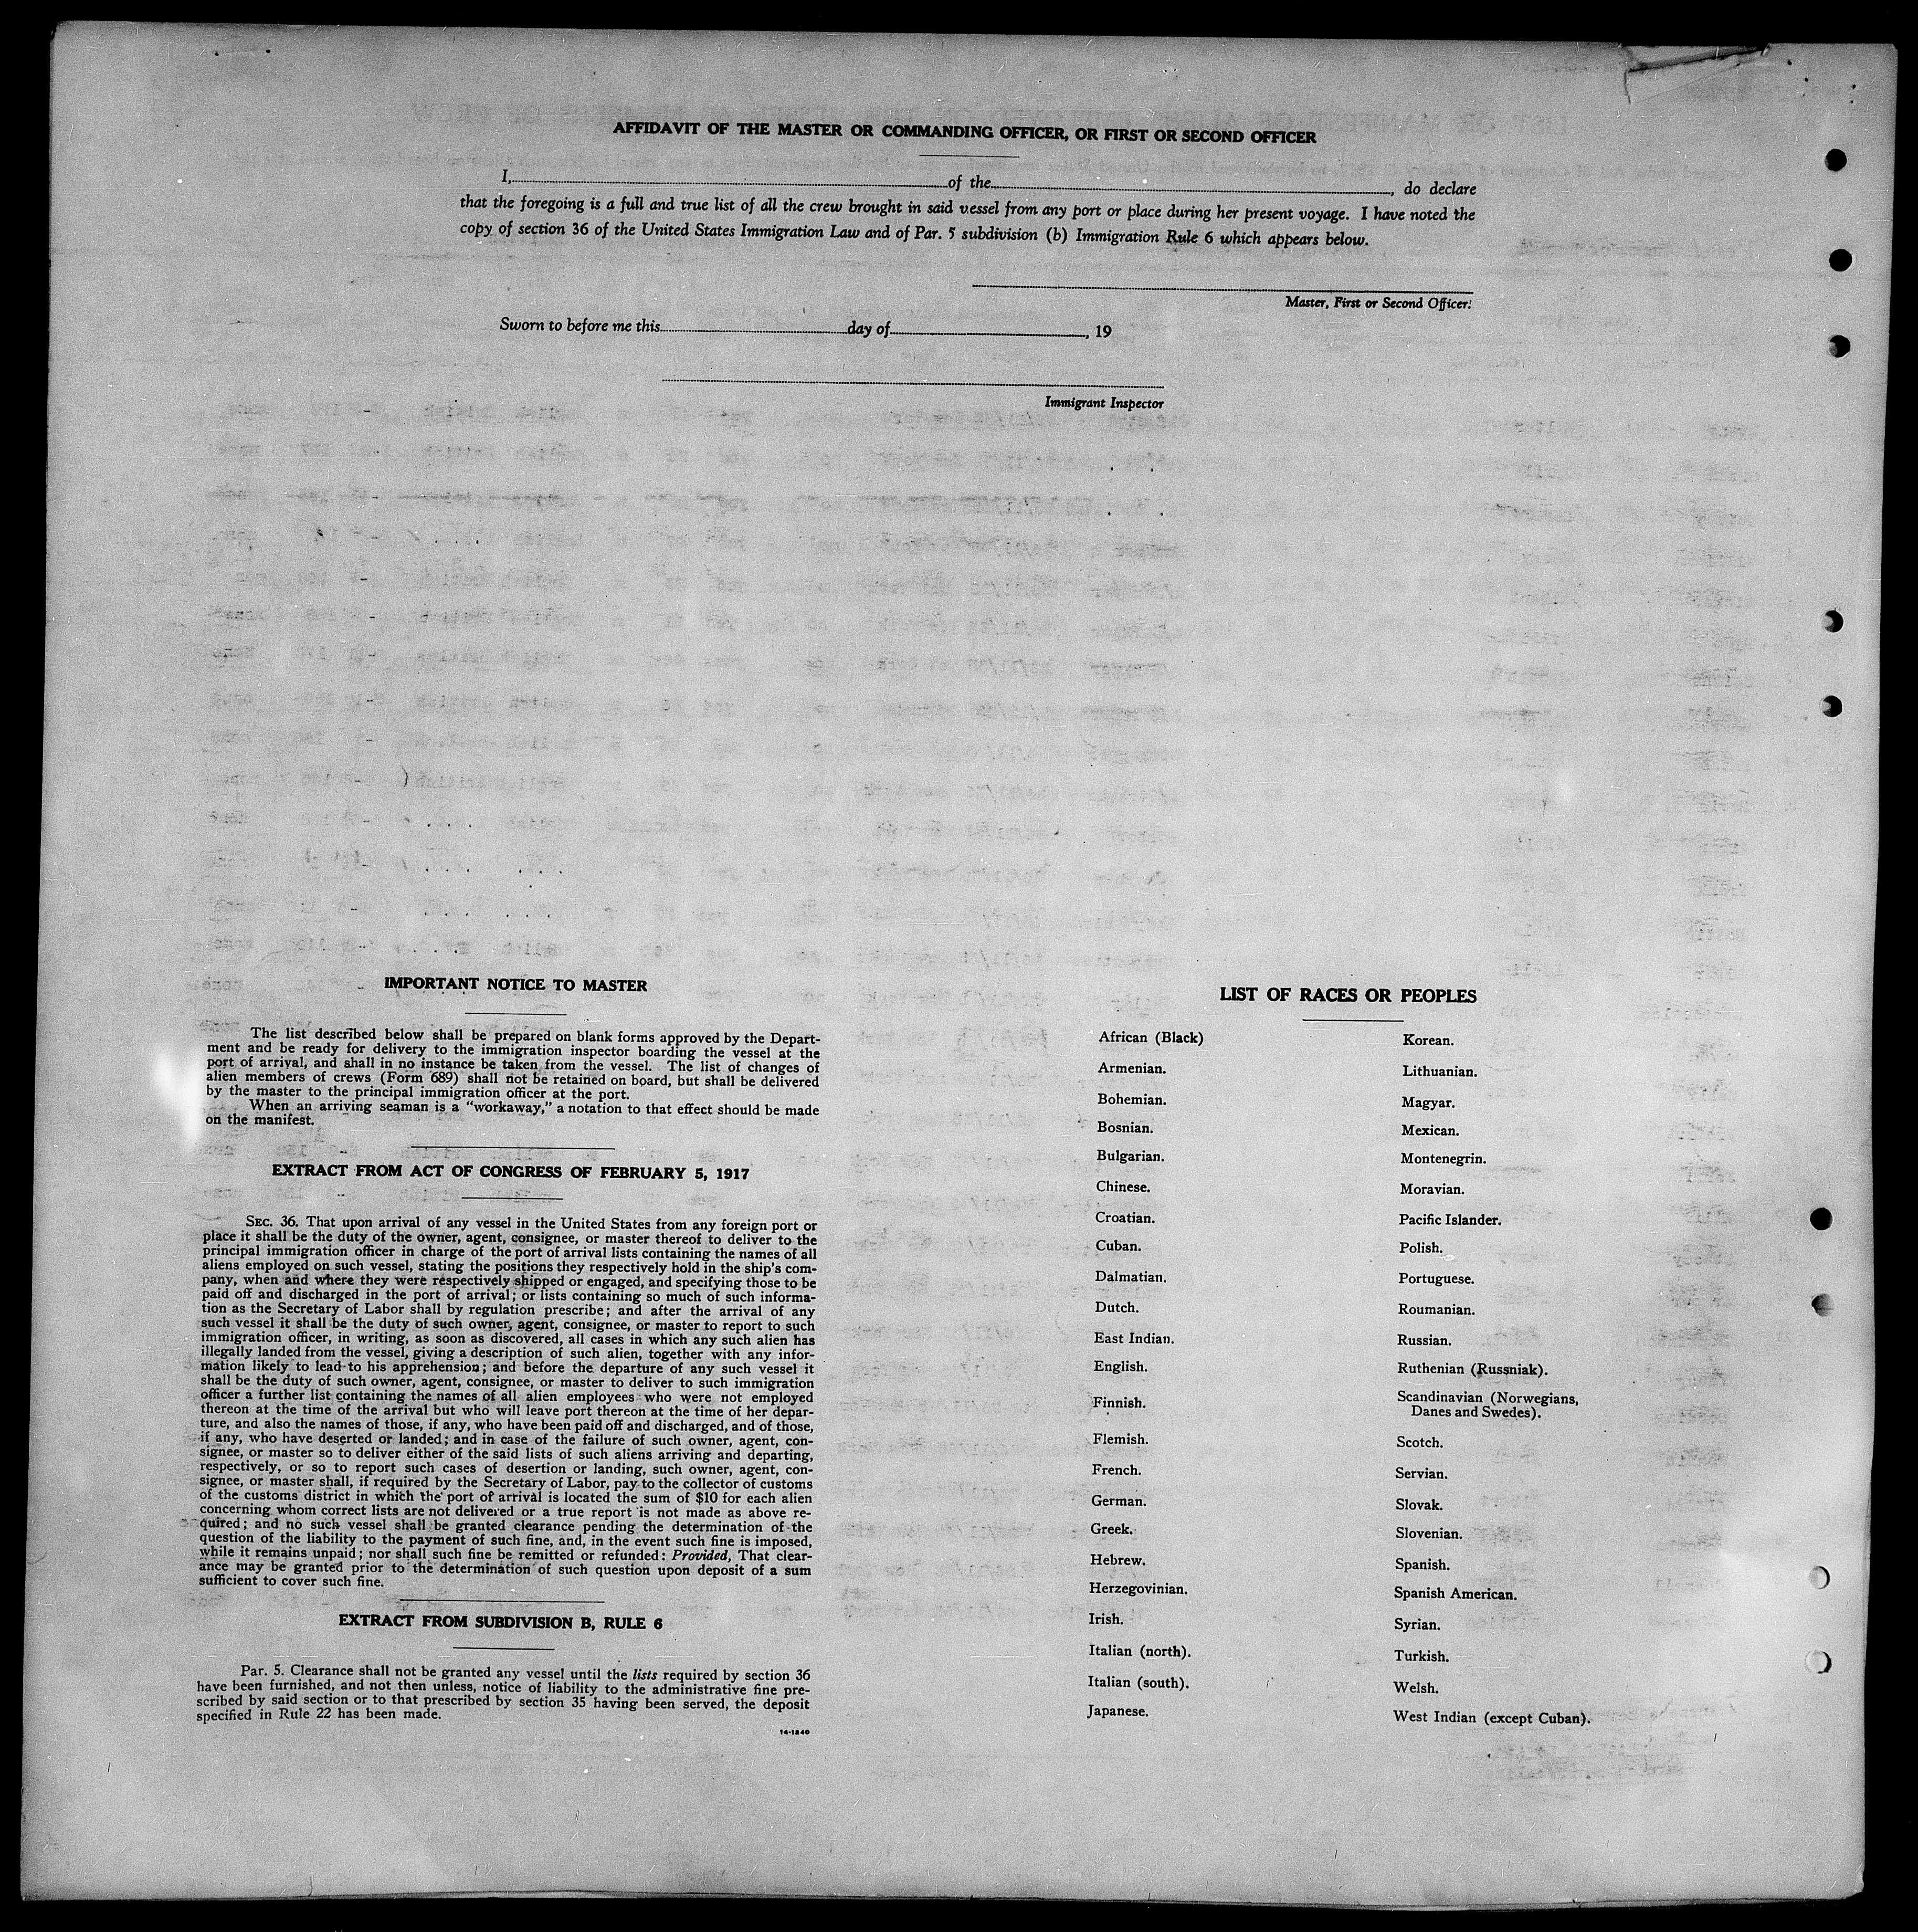 AFFIDAVIT OF THE MASTER OR COMMANDING OFFICER, OR FIRST OR SECOND OFFICER
I, of the , do declare
that the foregoing is a full and true list of all the crew brought in said vessel from any port or place during her present voyage. I have noted the
copy of section 36 of the United States Immigration Law and of Par. 5 subdivision (b) Immigration Rule 6 which appears below.
Master, First or Second Officer.
Sworn to before me this day of , 19
Immigrant Inspector
IMPORTANT NOTICE TO MASTER
The list described below shall be prepared on blank forms approved by the Depart-
ment and be ready for delivery to the immigration inspector boarding the vessel at the
port of arrival, and shall in no instance be taken from the vessel. The list of changes of
alien members of crews (Form 689) shall not be retained on board, but shall be delivered
by the master to the principal immigration officer at the port.
When an arriving seaman is a "workaway," a notation to that effect should be made
on the manifest.
EXTRACT FROM ACT OF CONGRESS OF FEBRUARY 5, 1917
SEC. 36. That upon arrival of any vessel in the United States from any foreign port or
place it shall be the duty of the owner, agent, consignee, or master thereof to deliver to the
principal immigration officer in charge of the port of arrival lists containing the names of all
aliens employed on such vessel, stating the positions they respectively hold in the ship's com-
pany, when and where they were respectively shipped or engaged, and specifying those to be
paid off and discharged in the port of arrival; or lists containing so much of such informa-
tion as the Secretary of Labor shall by regulation prescribe; and after the arrival of any
such vessel it shall be the duty of such owner, agent, consignee, or master to report to such
immigration officer, in writing, as soon as discovered, all cases in which any such alien has
illegally landed from the vessel, giving a description of such alien, together with any infor-
mation likely to lead to his apprehension; and before the departure of any such vessel it
shall be the duty of such owner, agent, consignee, or master to deliver to such immigration
officer a further list containing the names of all alien employees who were not employed
thereon at the time of the arrival but who will leave port thereon at the time of her depar-
ture, and also the names of those, if any, who have been paid off and discharged, and of those,
if any, who have deserted or landed; and in case of the failure of such owner, agent, con-
signee, or master so to deliver either of the said lists of such aliens arriving and departing,
respectively, or so to report such cases of desertion or landing, such owner, agent, con-
signee, or master shall, if required by the Secretary of Labor, pay to the collector of customs
of the customs district in which the port of arrival is located the sum of $10 for each alien
concerning whom correct lists are not delivered or a true report is not made as above re-
quired; and no such vessel shall be granted clearance pending the determination of the
question of the liability to the payment of such fine, and, in the event such fine is imposed,
while it remains unpaid; nor shall such fine be remitted or refunded: Provided, That clear-
ance may be granted prior to the determination of such question upon deposit of a sum
sufficient to cover such fine.
EXTRACT FROM SUBDIVISION B, RULE 6
Par. 5. Clearance shall not be granted any vessel until the lists required by section 36
have been furnished, and not then unless, notice of liability to the administrative fine pre-
scribed by said section or to that prescribed by section 35 having been served, the deposit
specified in Rule 22 has been made.
14-1240
LIST OF RACES OR PEOPLES
African (Black)
Armenian.
Bohemian.
Bosnian.
Bulgarian.
Chinese.
Croatian.
Cuban.
Dalmatian.
Dutch.
East Indian.
English.
Finnish.
Flemish.
French.
German.
Greek.
Hebrew.
Herzegovinian.
Irish.
Italian (north).
Italian (south).
Japanese.
Korean.
Lithuanian.
Magyar.
Mexican.
Montenegrin.
Moravian.
Pacific Islander.
Polish.
Portuguese.
Roumanian.
Russian.
Ruthenian (Russniak).
Scandinavian (Norwegians,
Danes and Swedes).
Scotch.
Servian.
Slovak.
Slovenian.
Spanish.
Spanish American.
Syrian.
Turkish.
Welsh.
West Indian (except Cuban).